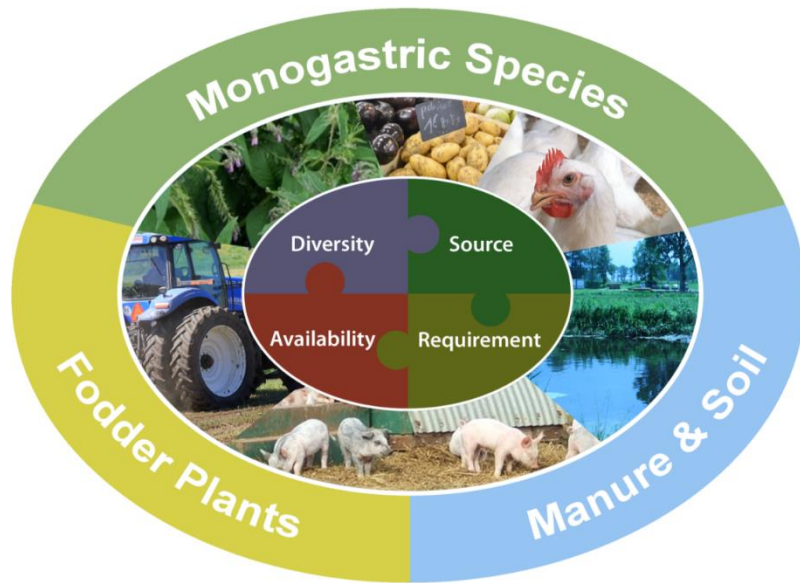 Monogastric Species
Diversity
Source
Availability
Requirement
Fodder Plants
Manure & Soil